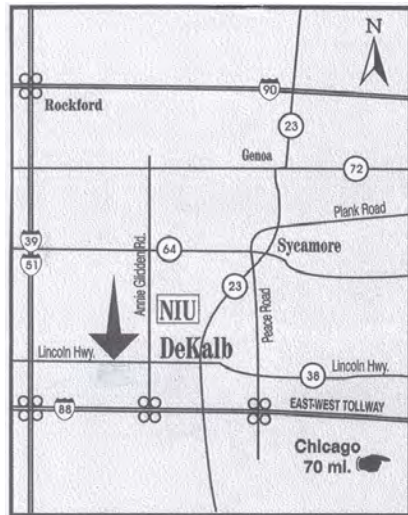 N
90
Rockford
23
Genoa
72
Plank Road
39
64
Sycamore
51
Annie Glidden Rd.
23
Peace Road
NIU
Lincoln Hwy.
DeKalb
38
Lincoln Hwy.
88
EAST-WEST TOLLWAY
Chicago
70 mi.